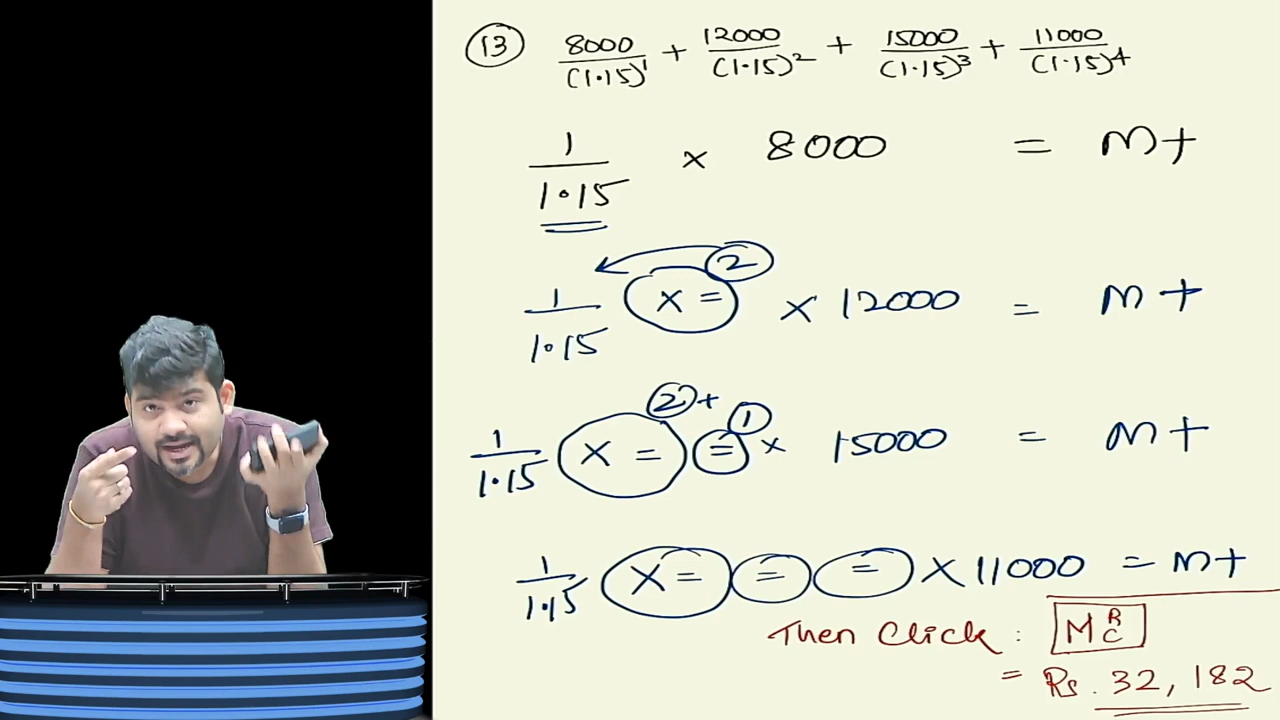 13 8000/(1.15)¹ + 12000/(1.15)² + 15000/(1.15)³ + 11000/(1.15)⁴
1/1.15 × 8000 = M+
2
1/1.15 × = × 12000 = M+
2 + 1
1/1.15 × = = × 15000 = M+
1/1.15 × = = = × 11000 = M+
Then Click : M R C
= Rs. 32,182